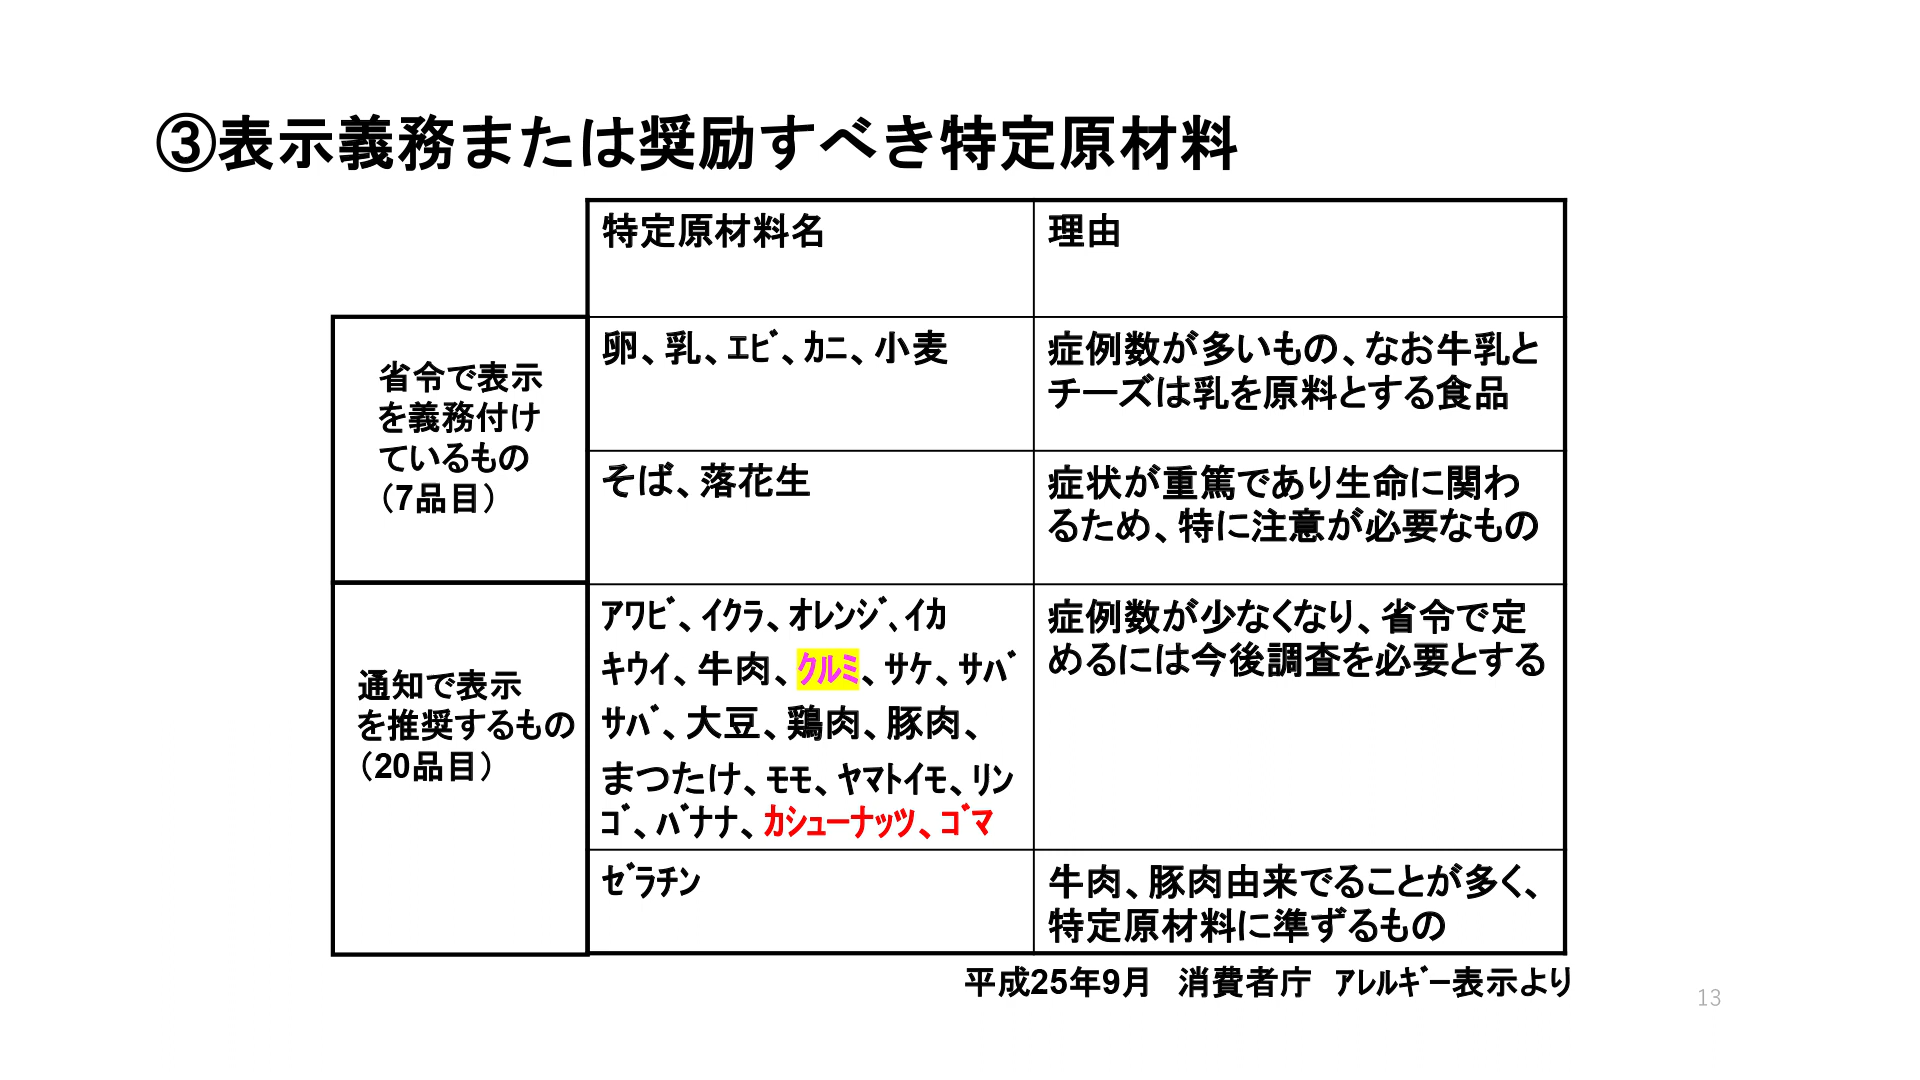 ③表示義務または奨励すべき特定原材料
特定原材料名
理由
省令で表示
を義務付け
ているもの
（7品目）
卵、乳、ｴﾋﾞ、ｶﾆ、小麦
症例数が多いもの、なお牛乳と
チーズは乳を原料とする食品
そば、落花生
症状が重篤であり生命に関わ
るため、特に注意が必要なもの
通知で表示
を推奨するもの
（20品目）
ｱﾜﾋﾞ、ｲｸﾗ、ｵﾚﾝｼﾞ、ｲｶ
ｷｳｲ、牛肉、ｸﾙﾐ、ｻｹ、ｻﾊﾞ
ｻﾊﾞ、大豆、鶏肉、豚肉、
まつたけ、ﾓﾓ、ﾔﾏﾄｲﾓ、ﾘﾝ
ｺﾞ、ﾊﾞﾅﾅ、ｶｼｭｰﾅｯﾂ、ｺﾞﾏ
症例数が少なくなり、省令で定
めるには今後調査を必要とする
ｾﾞﾗﾁﾝ
牛肉、豚肉由来でることが多く、
特定原材料に準ずるもの
平成25年9月　消費者庁　ｱﾚﾙｷﾞｰ表示より
13